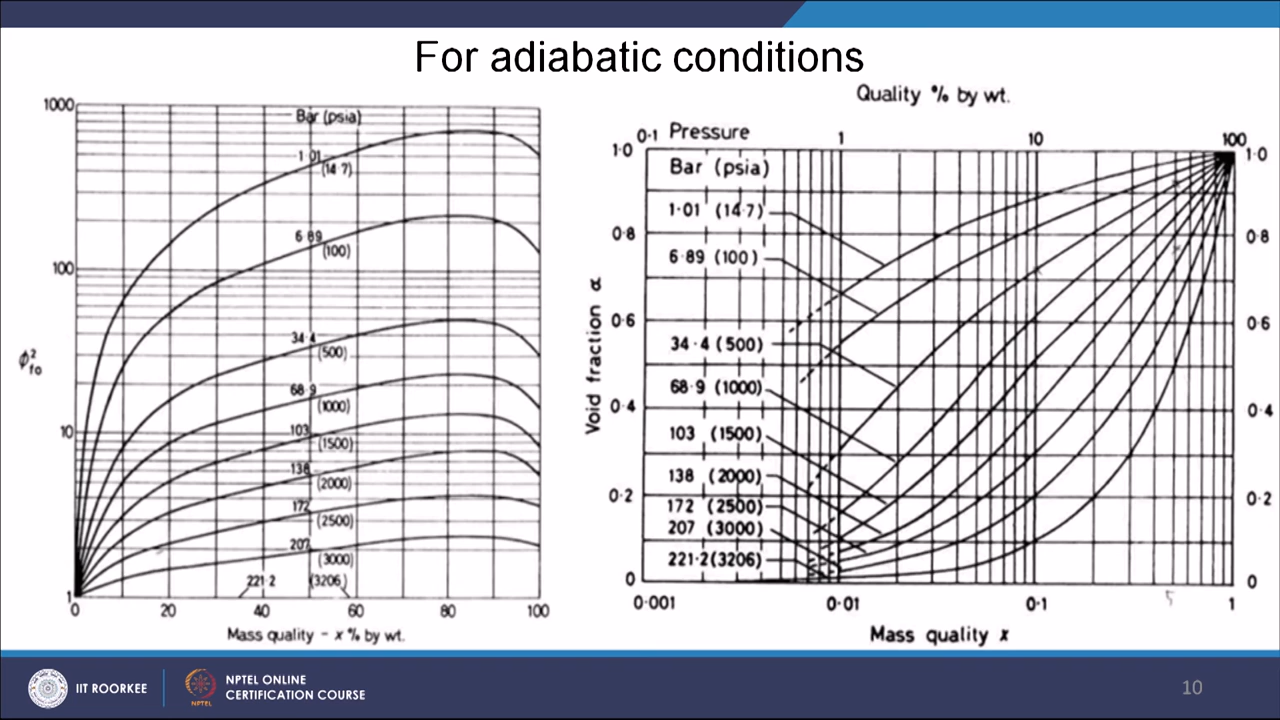 For adiabatic conditions
1000
100
10
1
ϕ²fo
Bar (psia)
1·01 (14·7)
6·89 (100)
34·4 (500)
68·9 (1000)
103 (1500)
138 (2000)
172 (2500)
207 (3000)
221·2 (3206)
0 20 40 60 80 100
Mass quality - x % by wt.
Quality % by wt.
0·1 1 10 100
Pressure
Bar (psia)
1·01 (14·7)
6·89 (100)
34·4 (500)
68·9 (1000)
103 (1500)
138 (2000)
172 (2500)
207 (3000)
221·2 (3206)
1·0
0·8
0·6
0·4
0·2
0
Void fraction α
1·0
0·8
0·6
0·4
0·2
0
0·001 0·01 0·1 1
Mass quality x
IIT ROORKEE
NPTEL
NPTEL ONLINE
CERTIFICATION COURSE
10